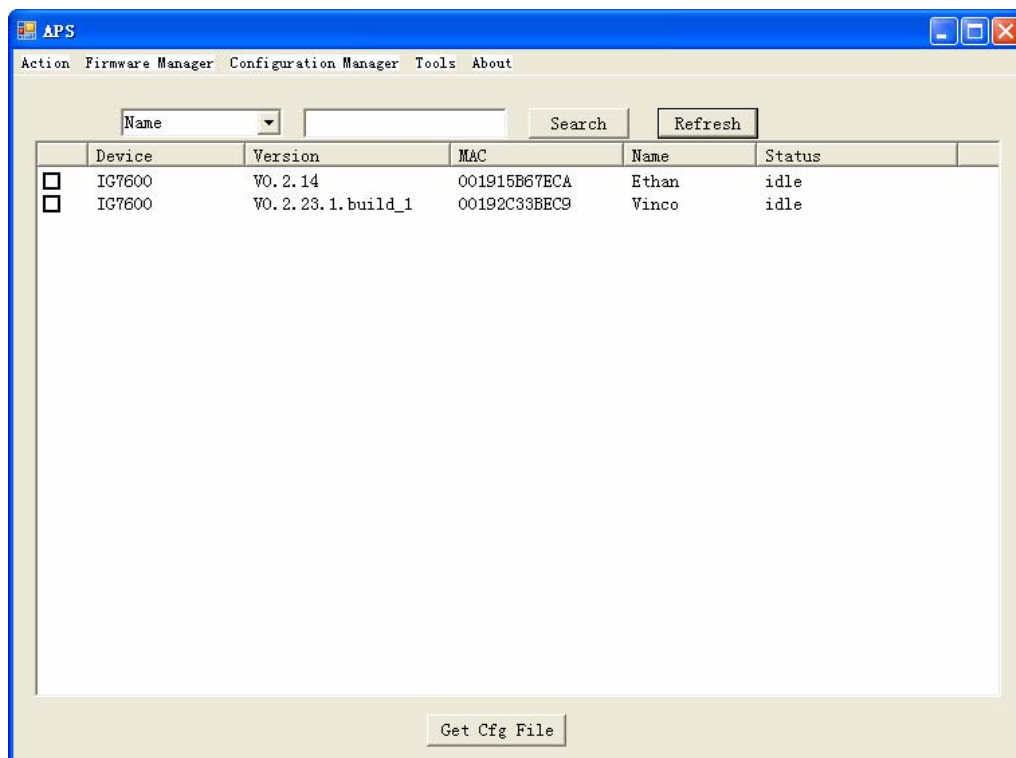 APS
Action Firmware Manager Configuration Manager Tools About
Name Search Refresh
Device Version MAC Name Status
IG7600 V0.2.14 001915B67ECA Ethan idle
IG7600 V0.2.23.1.build_1 00192C33BEC9 Vinco idle
Get Cfg File